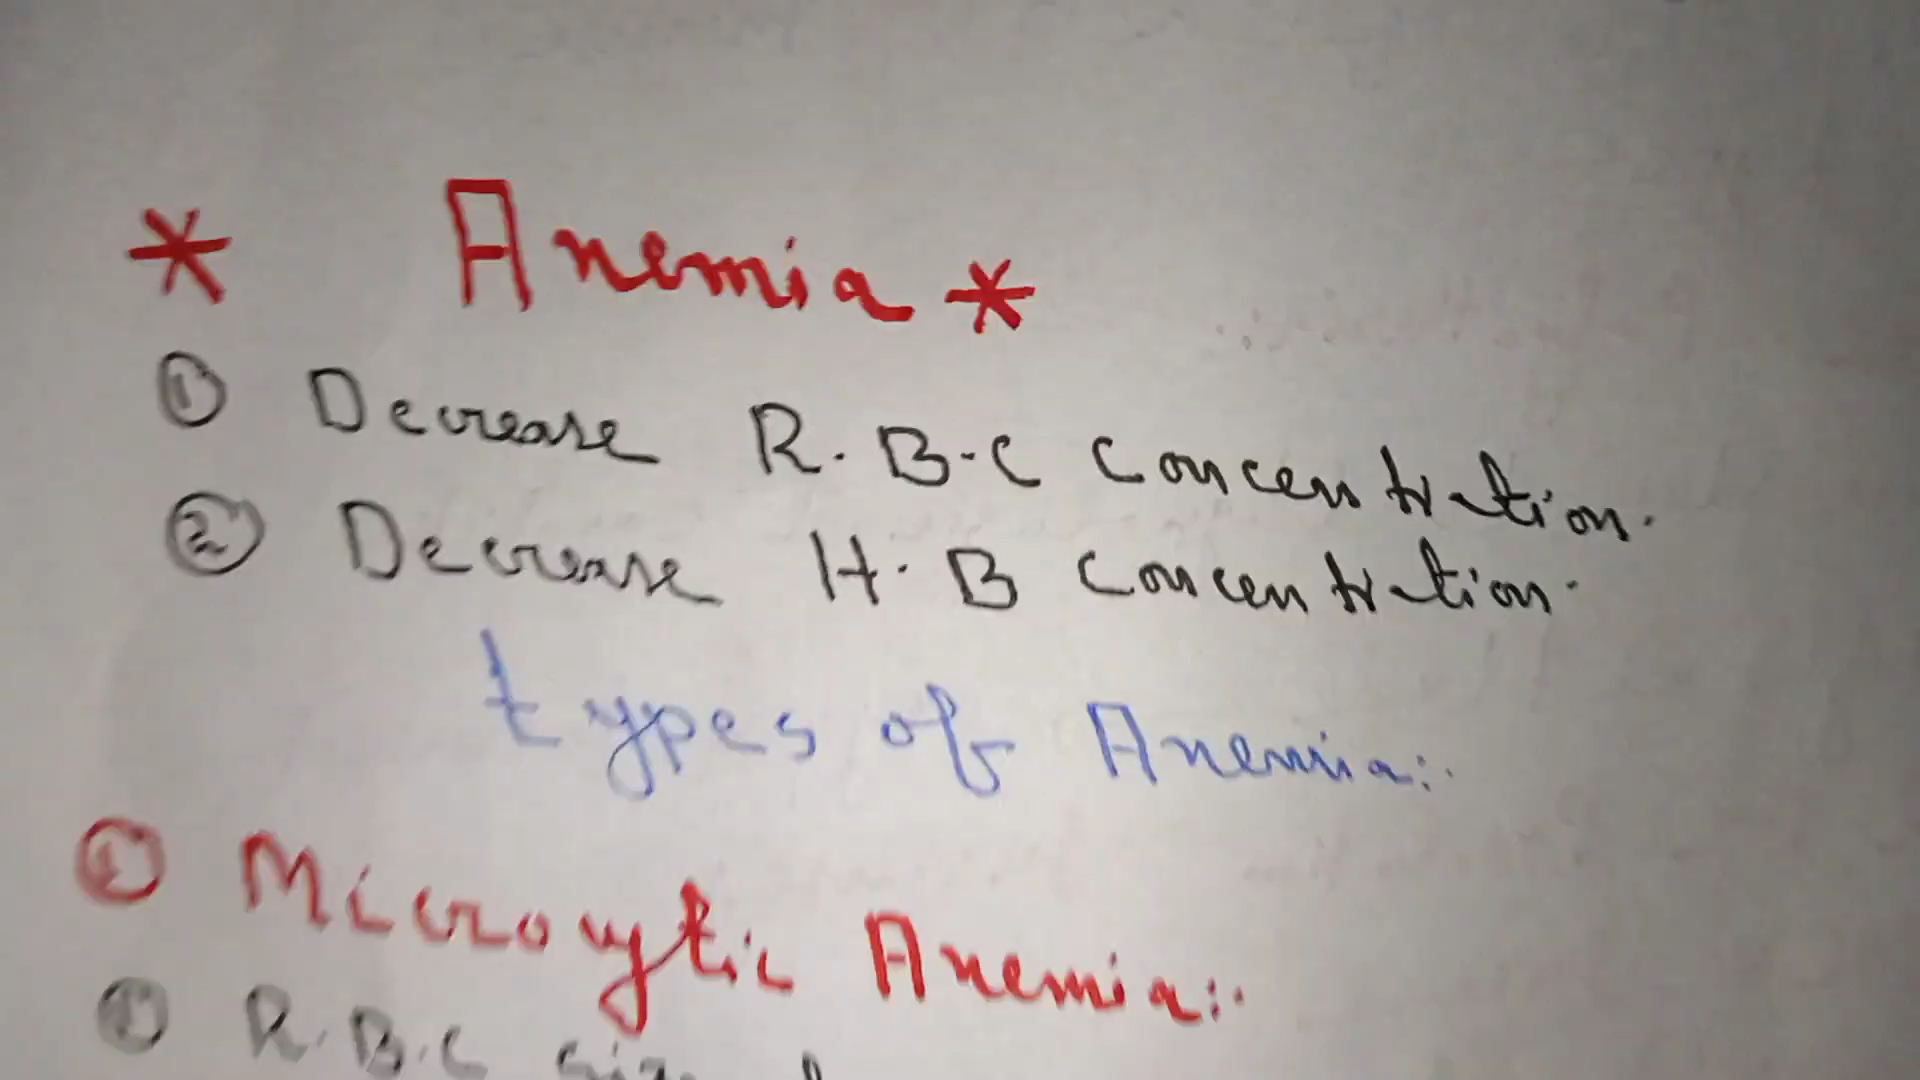 * Anemia *
① Decrease R.B.C Concentration.
② Decrease H.B Concentration.
types of Anemia:-
① Microcytic Anemia:-
① R.B.C